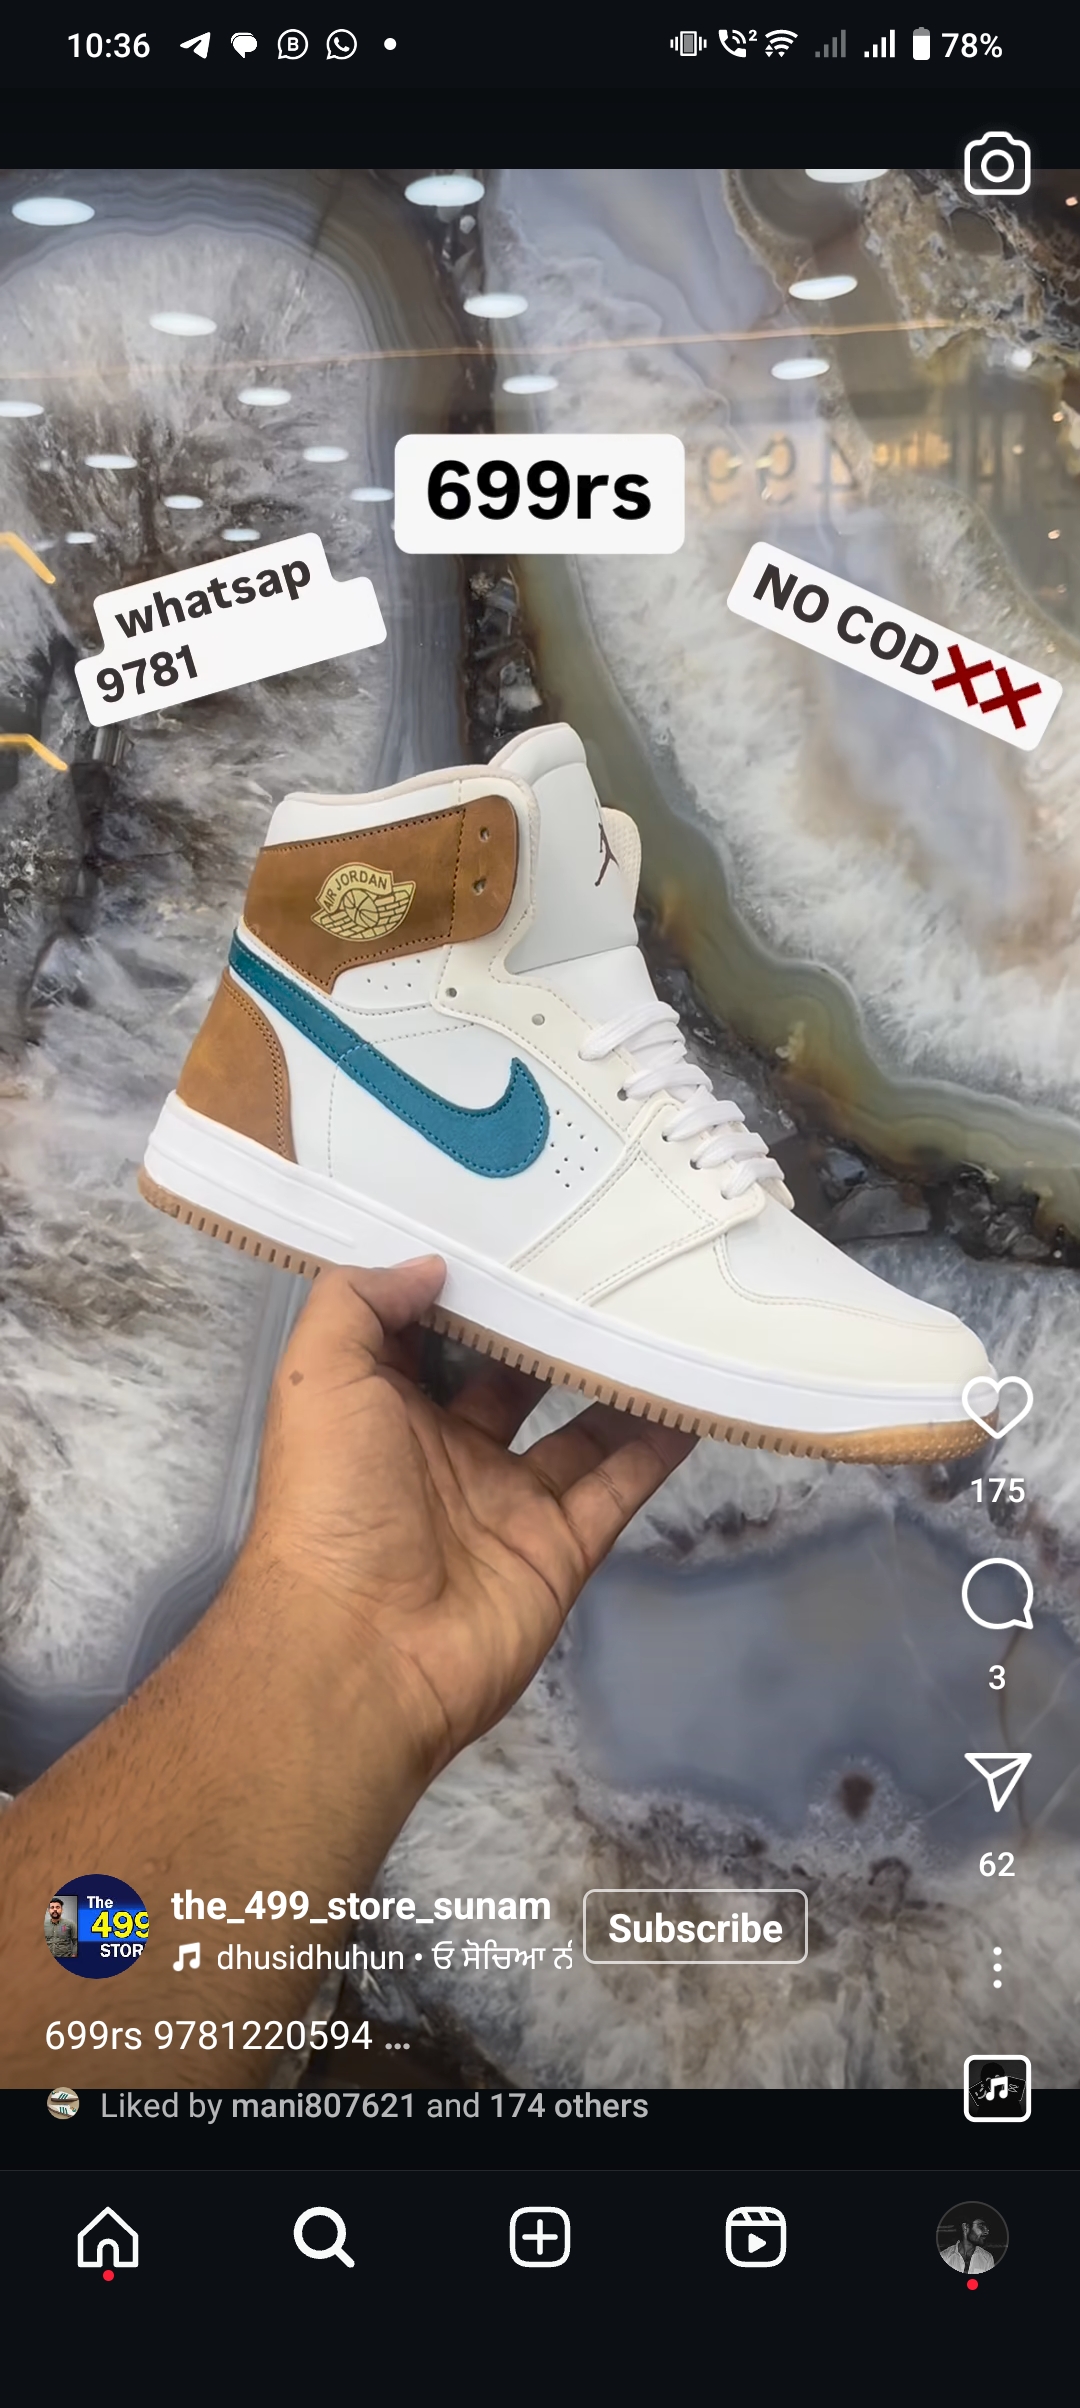 10:36
2
78%
699rs
whatsap
9781
NO COD❌❌
AIR JORDAN
The
499
STOR
the_499_store_sunam
Subscribe
dhusidhuhun • ਓ ਸੋਚਿਆ ਨੀ
175
3
62
699rs 9781220594 ...
Liked by mani807621 and 174 others